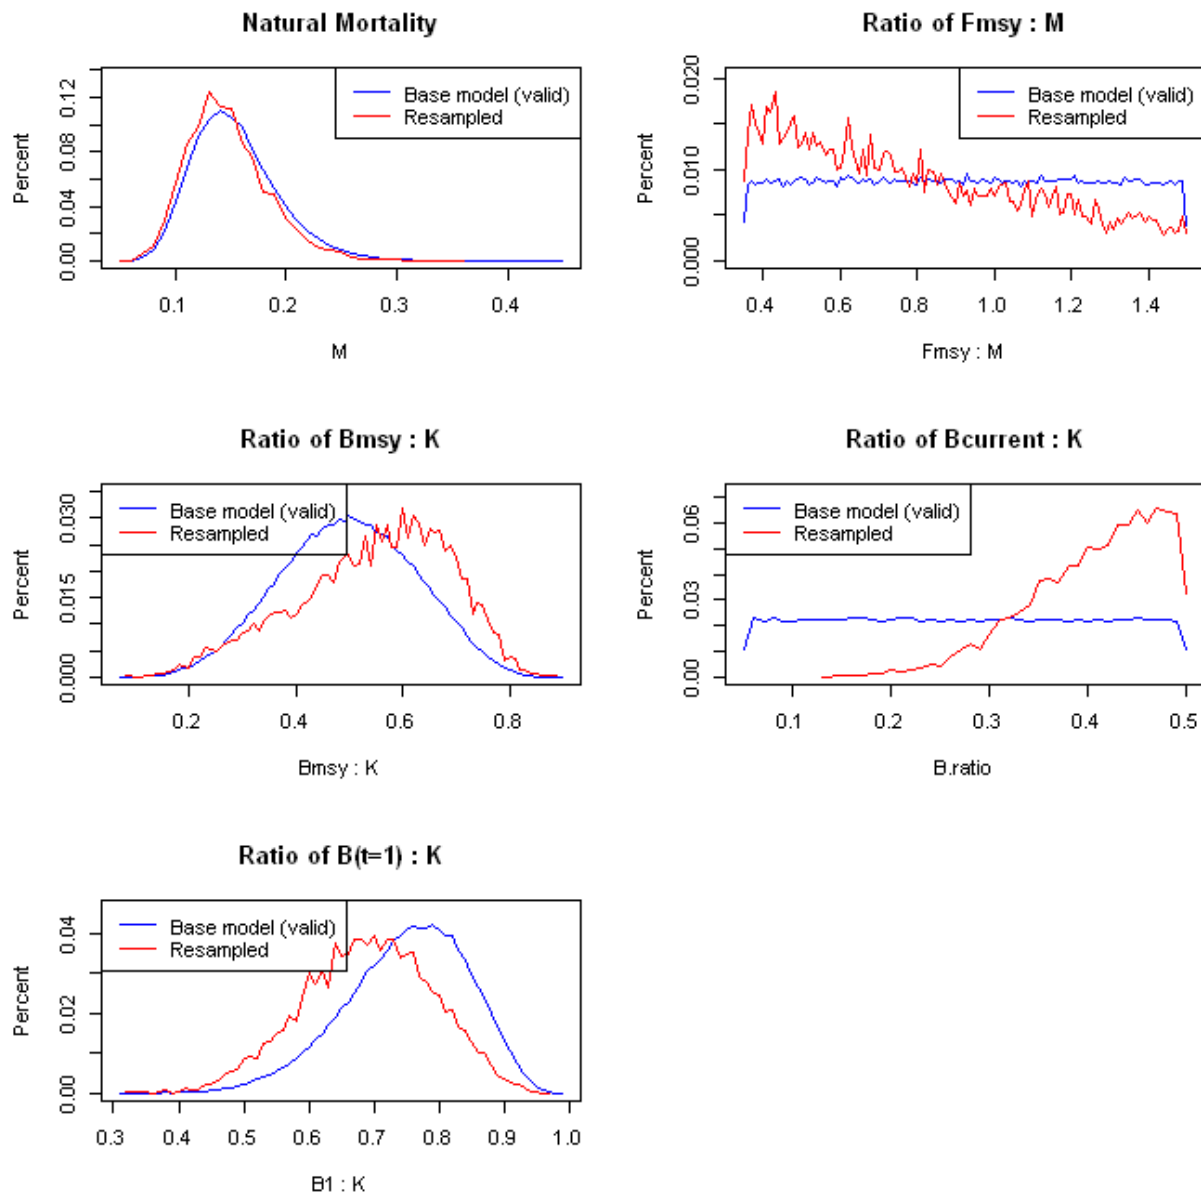 Natural Mortality
Base model (valid)
Resampled
Percent
0.00 0.04 0.08 0.12
0.1 0.2 0.3 0.4
M
Ratio of Fmsy : M
Base model (valid)
Resampled
Percent
0.000 0.010 0.020
0.4 0.6 0.8 1.0 1.2 1.4
Fmsy : M
Ratio of Bmsy : K
Base model (valid)
Resampled
Percent
0.000 0.015 0.030
0.2 0.4 0.6 0.8
Bmsy : K
Ratio of Bcurrent : K
Base model (valid)
Resampled
Percent
0.00 0.03 0.06
0.1 0.2 0.3 0.4 0.5
B.ratio
Ratio of B(t=1) : K
Base model (valid)
Resampled
Percent
0.00 0.02 0.04
0.3 0.4 0.5 0.6 0.7 0.8 0.9 1.0
B1 : K